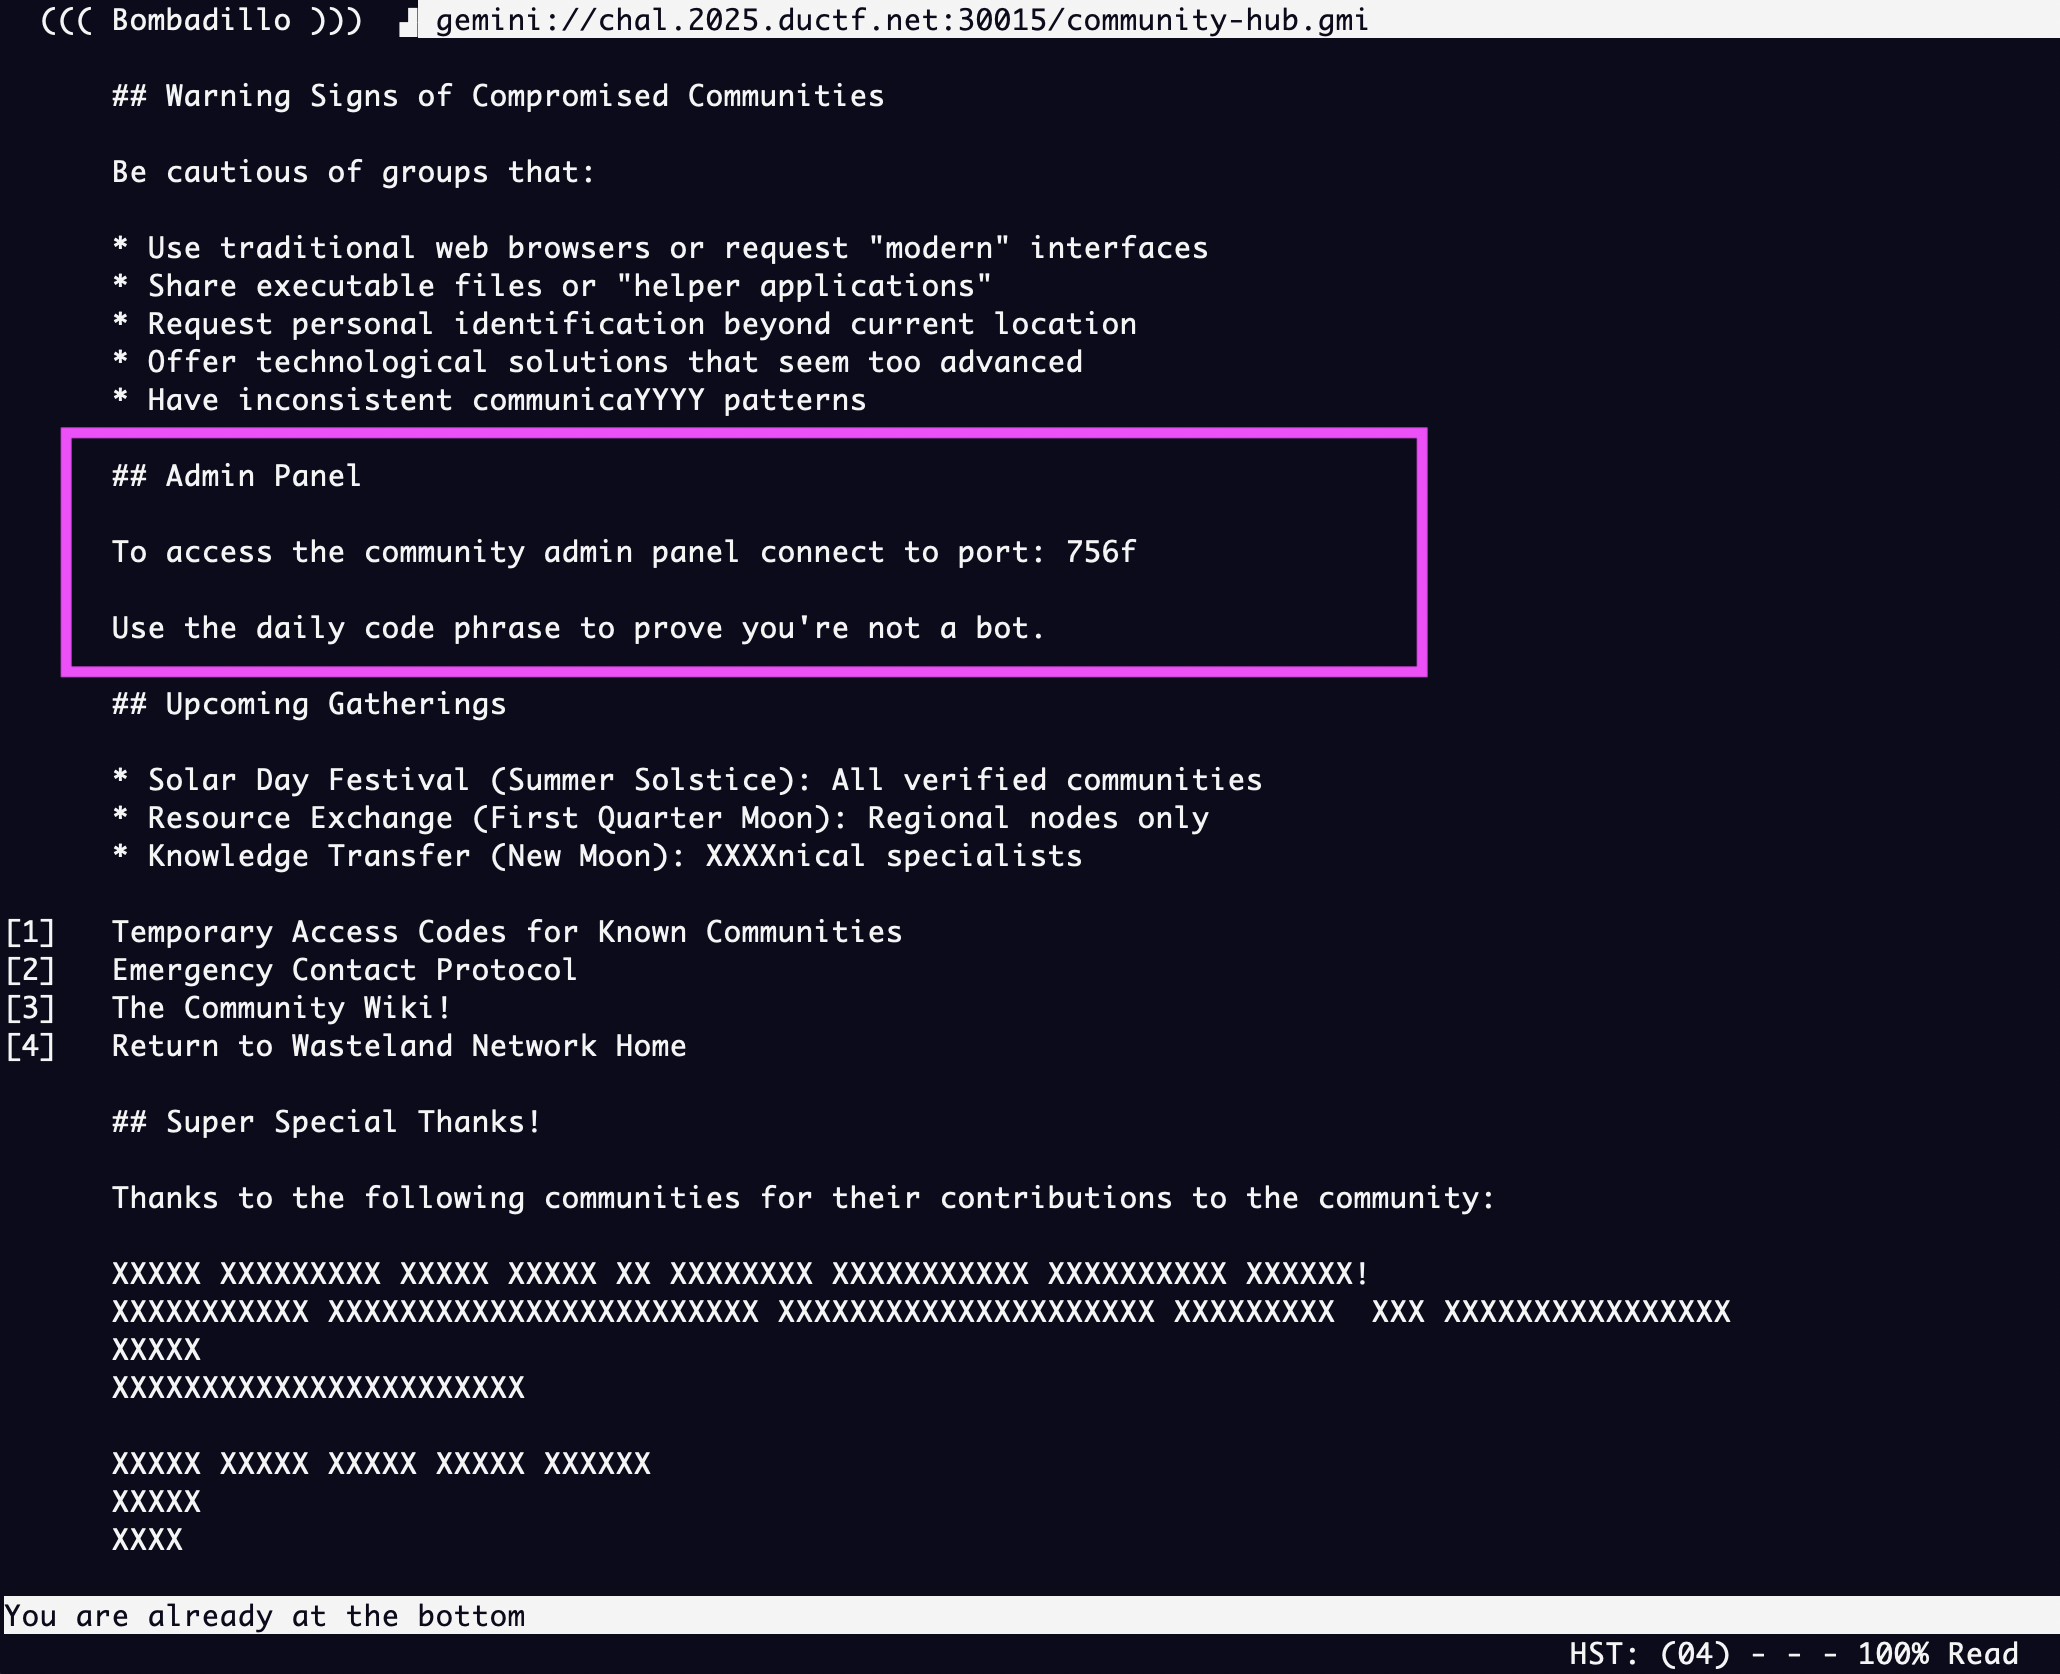 ((( Bombadillo ))) gemini://chal.2025.ductf.net:30015/community-hub.gmi
## Warning Signs of Compromised Communities
Be cautious of groups that:
* Use traditional web browsers or request "modern" interfaces
* Share executable files or "helper applications"
* Request personal identification beyond current location
* Offer technological solutions that seem too advanced
* Have inconsistent communicaYYYY patterns
## Admin Panel
To access the community admin panel connect to port: 756f
Use the daily code phrase to prove you're not a bot.
## Upcoming Gatherings
* Solar Day Festival (Summer Solstice): All verified communities
* Resource Exchange (First Quarter Moon): Regional nodes only
* Knowledge Transfer (New Moon): XXXXnical specialists
[1] Temporary Access Codes for Known Communities
[2] Emergency Contact Protocol
[3] The Community Wiki!
[4] Return to Wasteland Network Home
## Super Special Thanks!
Thanks to the following communities for their contributions to the community:
XXXXX XXXXXXXXX XXXXX XXXXX XX XXXXXXXX XXXXXXXXXXX XXXXXXXXXX XXXXXX!
XXXXXXXXXXX XXXXXXXXXXXXXXXXXXXXXXXX XXXXXXXXXXXXXXXXXXXXX XXXXXXXXX  XXX XXXXXXXXXXXXXXXX
XXXXX
XXXXXXXXXXXXXXXXXXXXXXX
XXXXX XXXXX XXXXX XXXXX XXXXXX
XXXXX
XXXX
You are already at the bottom
HST: (04) - - - 100% Read